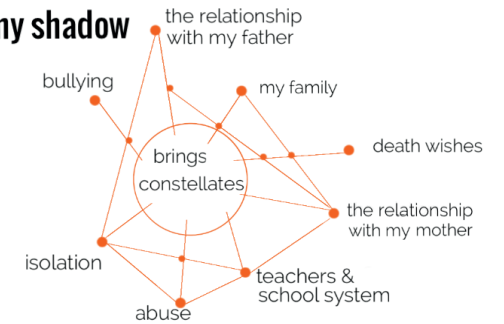 my shadow
the relationship
with my father
bullying
my family
death wishes
brings
constellates
the relationship
with my mother
isolation
teachers &
school system
abuse